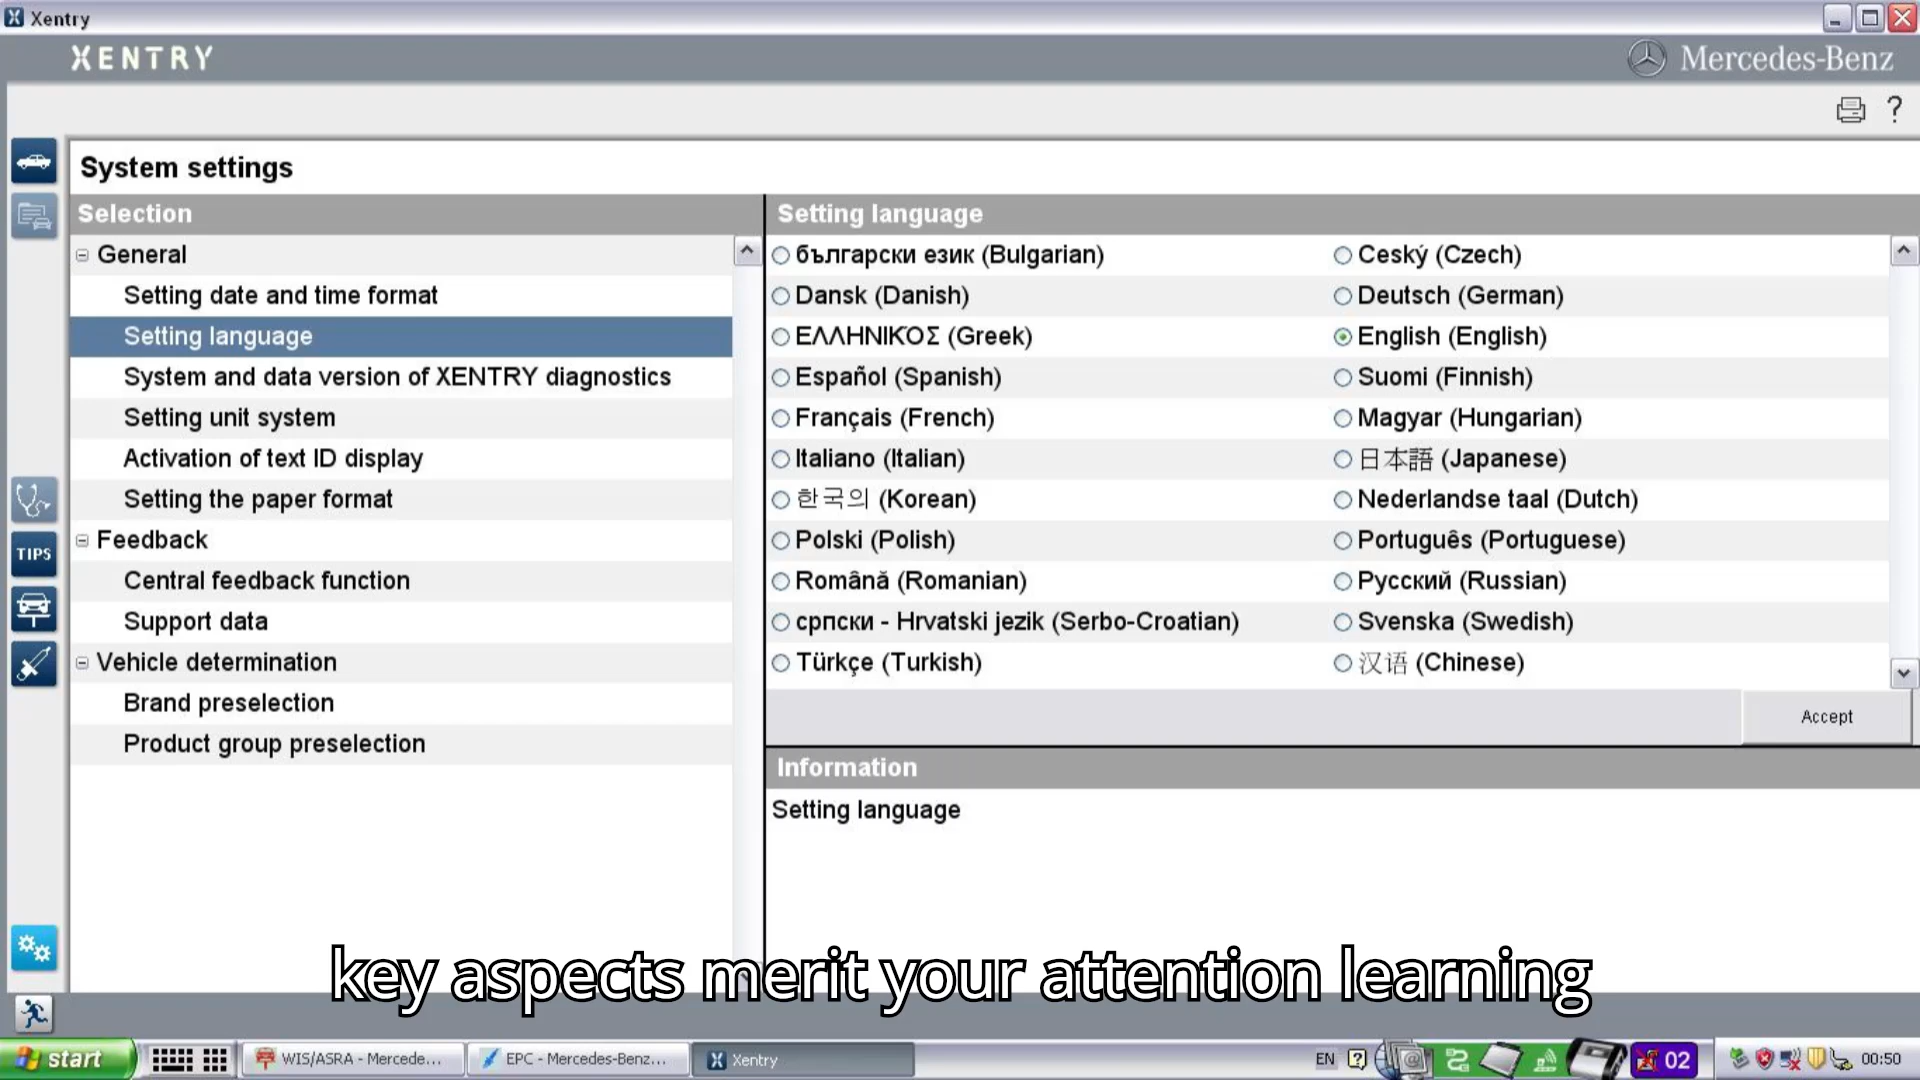 Xentry
XENTRY
Mercedes-Benz
?
System settings
Selection
General
Setting date and time format
Setting language
System and data version of XENTRY diagnostics
Setting unit system
Activation of text ID display
Setting the paper format
Feedback
Central feedback function
Support data
Vehicle determination
Brand preselection
Product group preselection
TIPS
Setting language
български език (Bulgarian)
Ceský (Czech)
Dansk (Danish)
Deutsch (German)
ΕΛΛΗΝΙΚΌΣ (Greek)
English (English)
Español (Spanish)
Suomi (Finnish)
Français (French)
Magyar (Hungarian)
Italiano (Italian)
日本語 (Japanese)
한국의 (Korean)
Nederlandse taal (Dutch)
Polski (Polish)
Português (Portuguese)
Română (Romanian)
Русский (Russian)
српски - Hrvatski jezik (Serbo-Croatian)
Svenska (Swedish)
Türkçe (Turkish)
汉语 (Chinese)
Accept
Information
Setting language
key aspects merit your attention learning
start
WIS/ASRA - Mercede...
EPC - Mercedes-Benz...
Xentry
EN
02
00:50